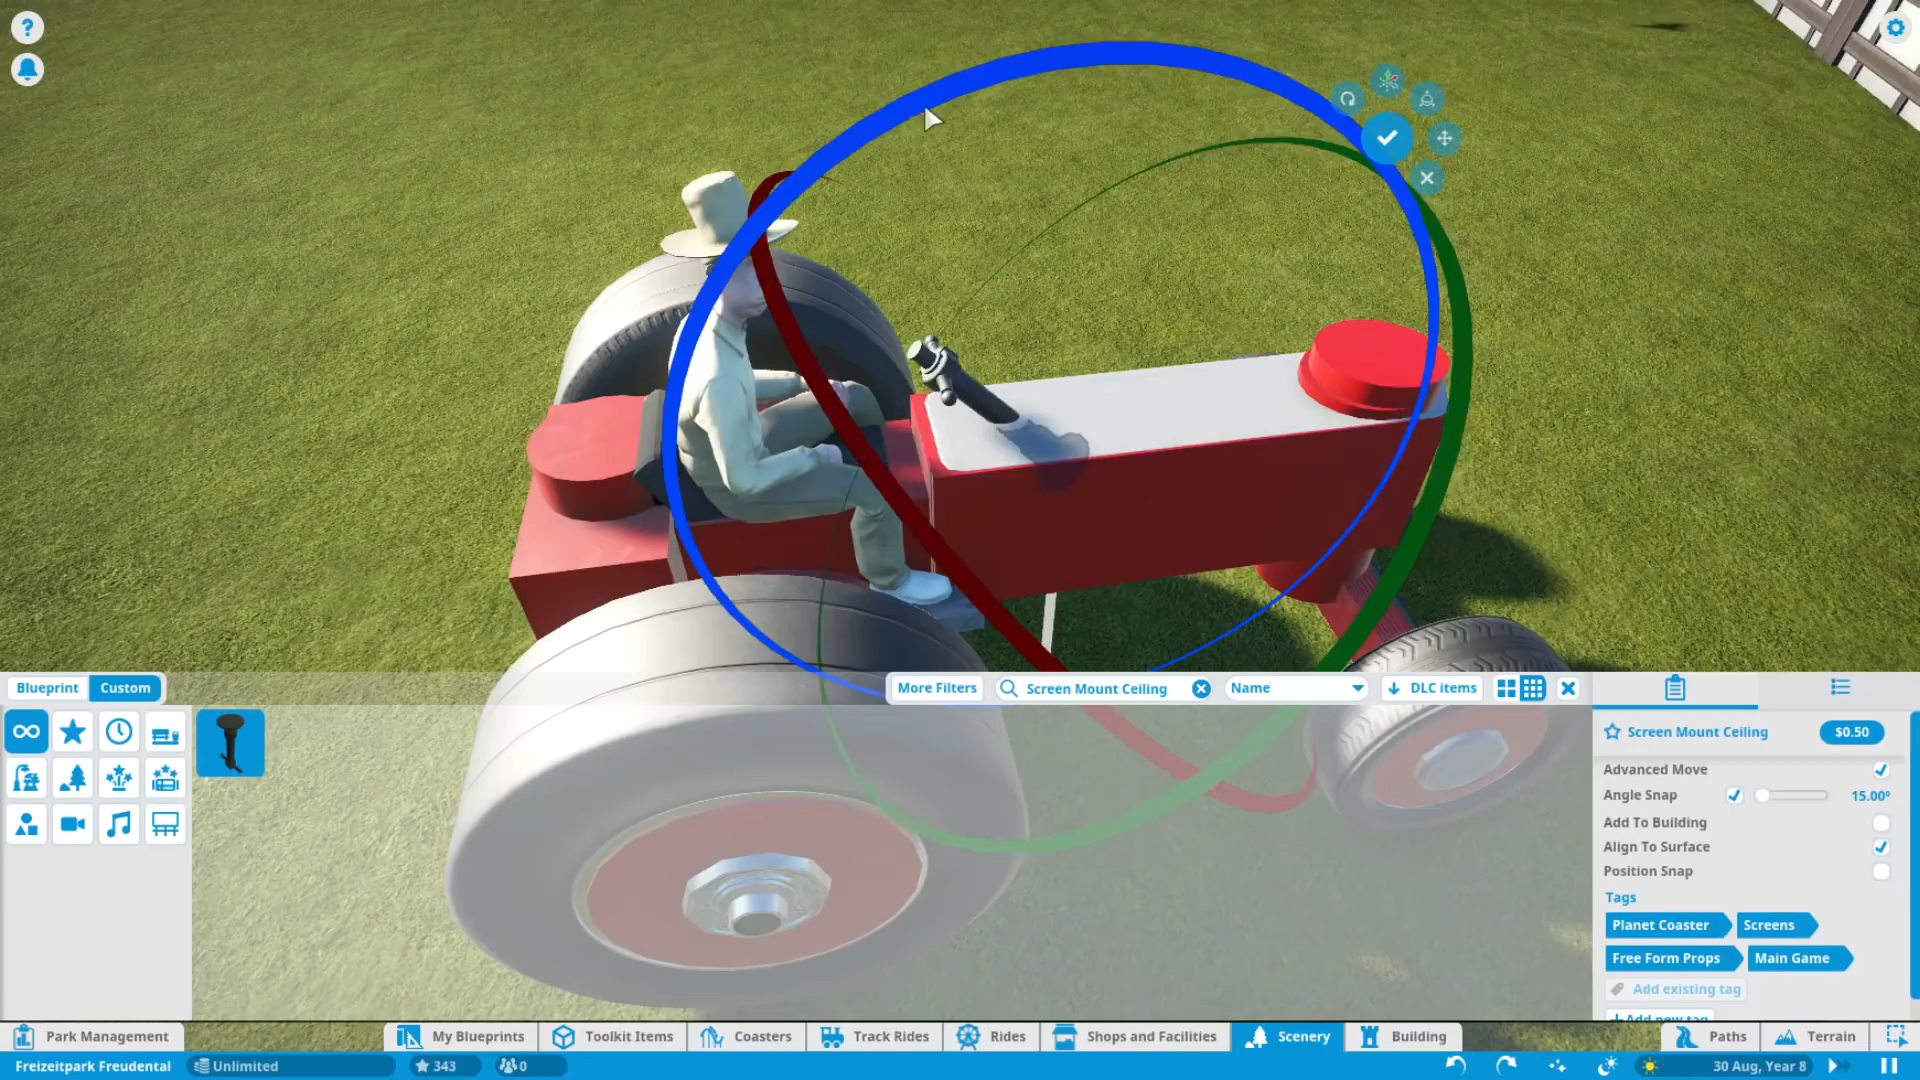 ?
Blueprint Custom More Filters Screen Mount Ceiling Name DLC items
Screen Mount Ceiling $0.50
Advanced Move
Angle Snap 15.00°
Add To Building
Align To Surface
Position Snap
Tags
Planet Coaster Screens
Free Form Props Main Game
Add existing tag
+Add new tag
Park Management My Blueprints Toolkit Items Coasters Track Rides Rides Shops and Facilities Scenery Building Paths Terrain
Freizeitpark Freudental Unlimited 343 0 30 Aug, Year 8